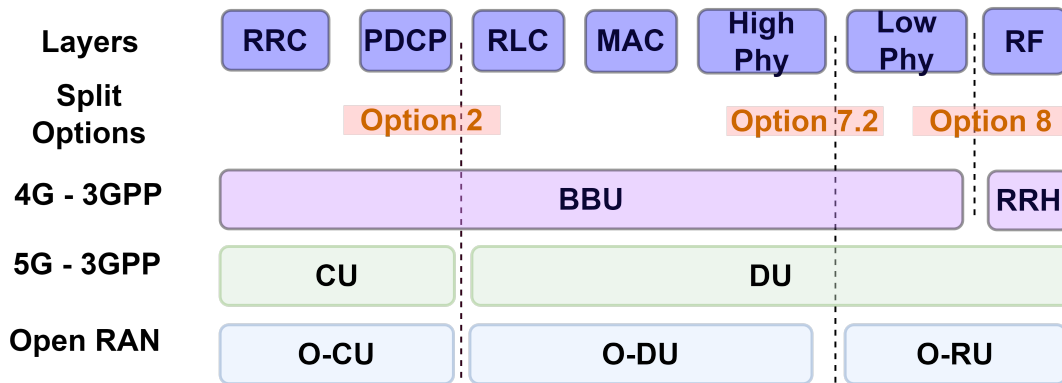 Layers
RRC
PDCP
RLC
MAC
High
Phy
Low
Phy
RF
Split
Options
Option 2
Option 7.2
Option 8
4G - 3GPP
BBU
RRH
5G - 3GPP
CU
DU
Open RAN
O-CU
O-DU
O-RU